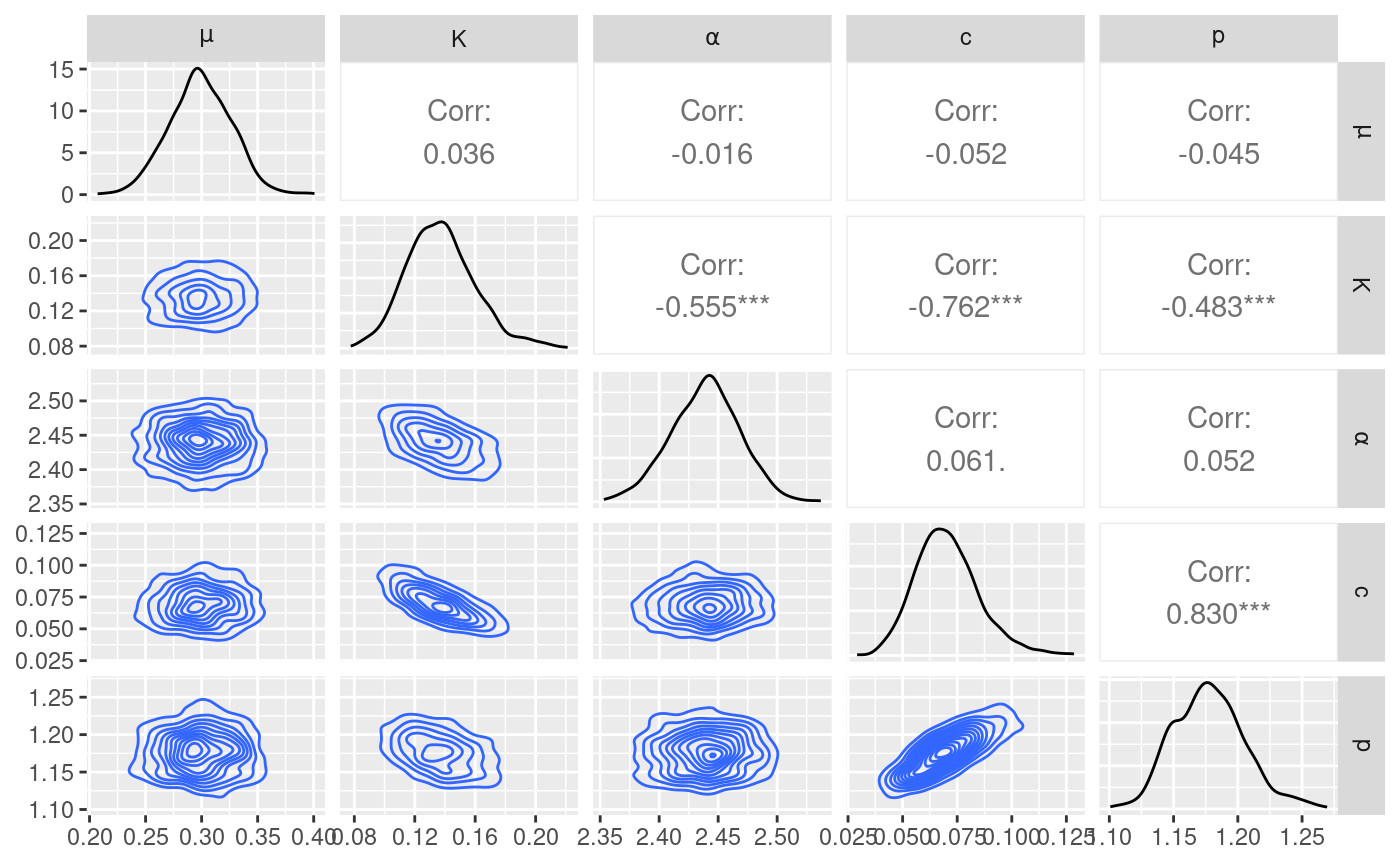 μ K α c p
15
10
5
0
Corr:
0.036
Corr:
-0.016
Corr:
-0.052
Corr:
-0.045
μ
0.20
0.16
0.12
0.08
Corr:
-0.555***
Corr:
-0.762***
Corr:
-0.483***
K
2.50
2.45
2.40
2.35
Corr:
0.061.
Corr:
0.052
α
0.125
0.100
0.075
0.050
0.025
Corr:
0.830***
c
1.25
1.20
1.15
1.10
p
0.20 0.25 0.30 0.35 0.40 0.08 0.12 0.16 0.20 2.35 2.40 2.45 2.50 0.025 0.050 0.075 0.100 0.125 1.10 1.15 1.20 1.25